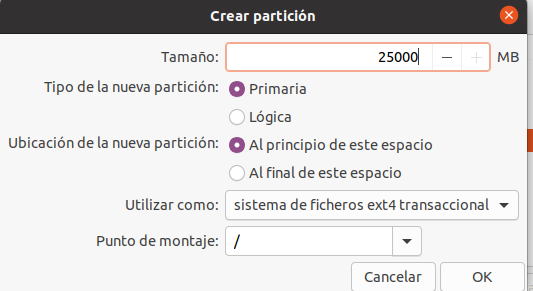 Crear partición
Tamaño: 25000 MB
Tipo de la nueva partición: Primaria
Lógica
Ubicación de la nueva partición: Al principio de este espacio
Al final de este espacio
Utilizar como: sistema de ficheros ext4 transaccional
Punto de montaje: /
Cancelar OK